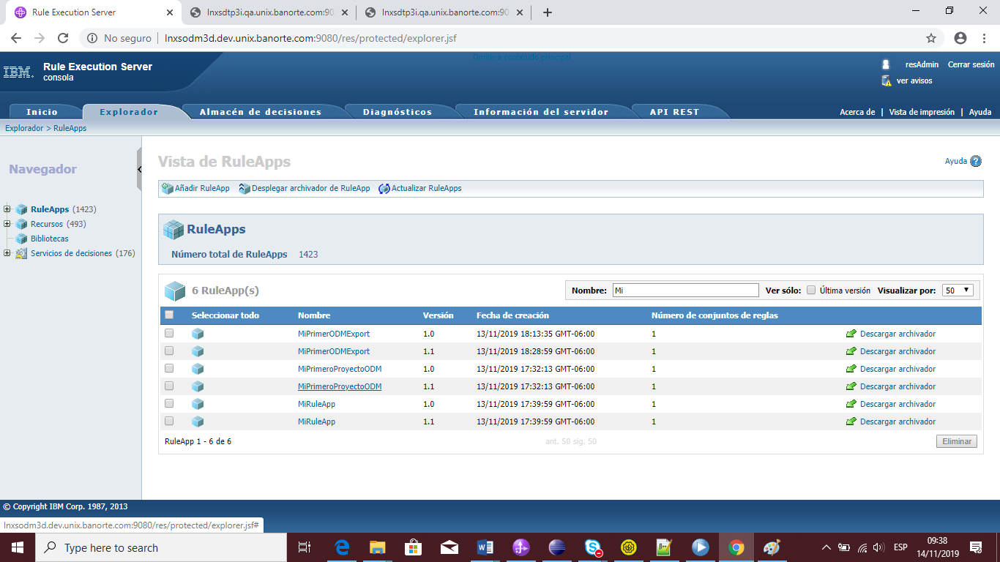 Rule Execution Server
lnxsdtp3i.qa.unix.banorte.com:90
lnxsdtp3i.qa.unix.banorte.com:90
No seguro
lnxsodm3d.dev.unix.banorte.com:9080/res/protected/explorer.jsf
Omitir a contenido principal
IBM.
Rule Execution Server
consola
resAdmin Cerrar sesión
ver avisos
Inicio Explorador Almacén de decisiones Diagnósticos Información del servidor API REST
Acerca de | Vista de impresión | Ayuda
Explorador > RuleApps
Navegador
RuleApps (1423)
Recursos (493)
Bibliotecas
Servicios de decisiones (176)
Vista de RuleApps
Ayuda ?
Añadir RuleApp Desplegar archivador de RuleApp Actualizar RuleApps
RuleApps
Número total de RuleApps 1423
6 RuleApp(s)
Nombre: Mi Ver sólo: Última versión Visualizar por: 50
Seleccionar todo Nombre Versión Fecha de creación Número de conjuntos de reglas
MiPrimerODMExport 1.0 13/11/2019 18:13:35 GMT-06:00 1 Descargar archivador
MiPrimerODMExport 1.1 13/11/2019 18:28:59 GMT-06:00 1 Descargar archivador
MiPrimeroProyectoODM 1.0 13/11/2019 17:32:13 GMT-06:00 1 Descargar archivador
MiPrimeroProyectoODM 1.1 13/11/2019 17:32:13 GMT-06:00 1 Descargar archivador
MiRuleApp 1.0 13/11/2019 17:39:59 GMT-06:00 1 Descargar archivador
MiRuleApp 1.1 13/11/2019 17:39:59 GMT-06:00 1 Descargar archivador
RuleApp 1 - 6 de 6 ant. 50 sig. 50 Eliminar
© Copyright IBM Corp. 1987, 2013
lnxsodm3d.dev.unix.banorte.com:9080/res/protected/explorer.jsf#
Type here to search
ESP
09:38
14/11/2019